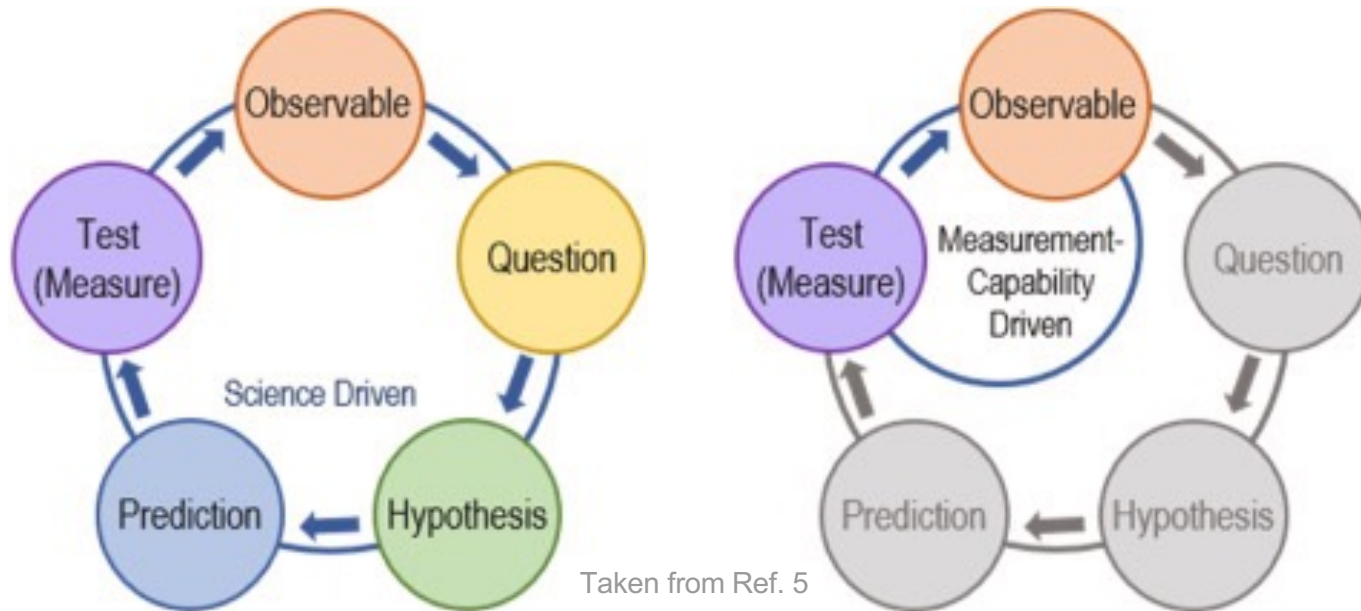 Observable
Question
Hypothesis
Prediction
Test
(Measure)
Science Driven
Observable
Question
Hypothesis
Prediction
Test
(Measure)
Measurement-
Capability
Driven
Taken from Ref. 5